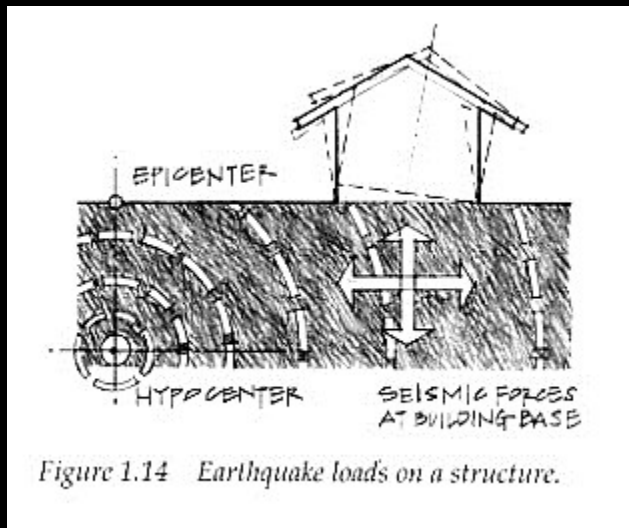 EPICENTER
HYPOCENTER
SEISMIC FORCES
AT BUILDING BASE
Figure 1.14 Earthquake loads on a structure.